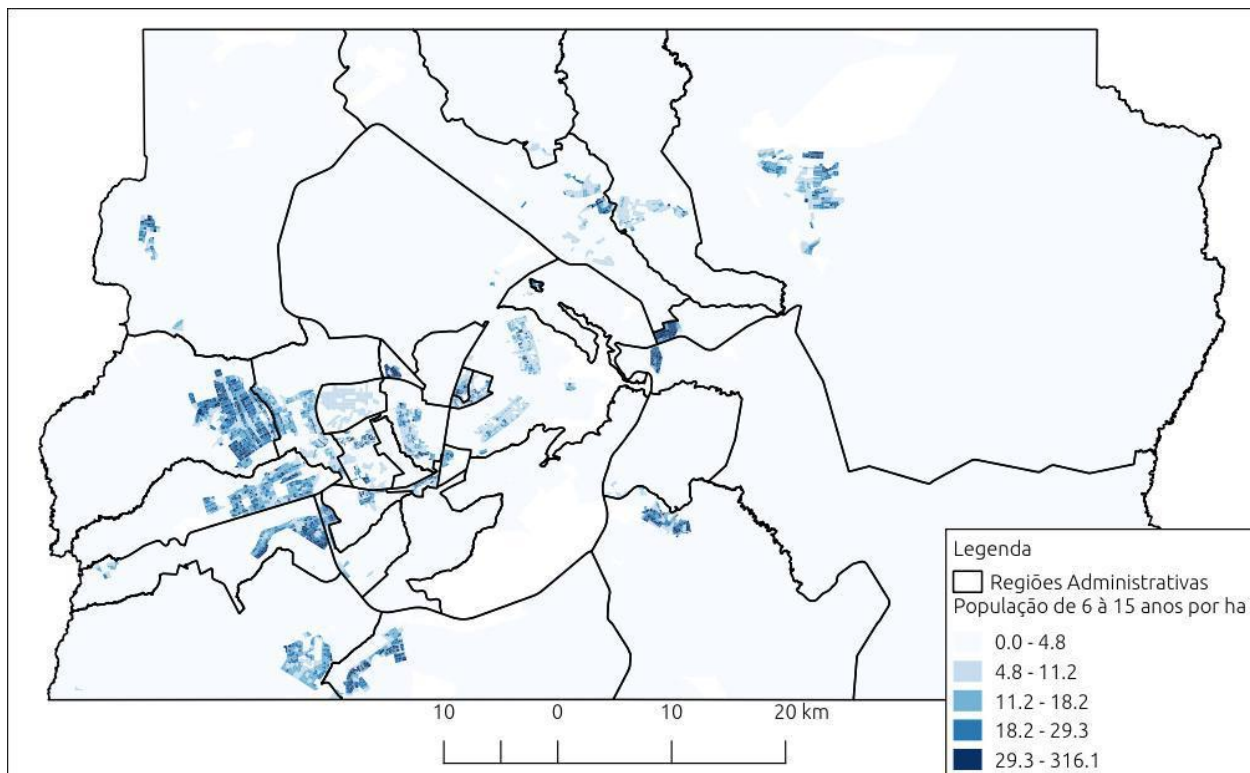 10 0 10 20 km
Legenda
Regiões Administrativas
População de 6 à 15 anos por ha
0.0 - 4.8
4.8 - 11.2
11.2 - 18.2
18.2 - 29.3
29.3 - 316.1